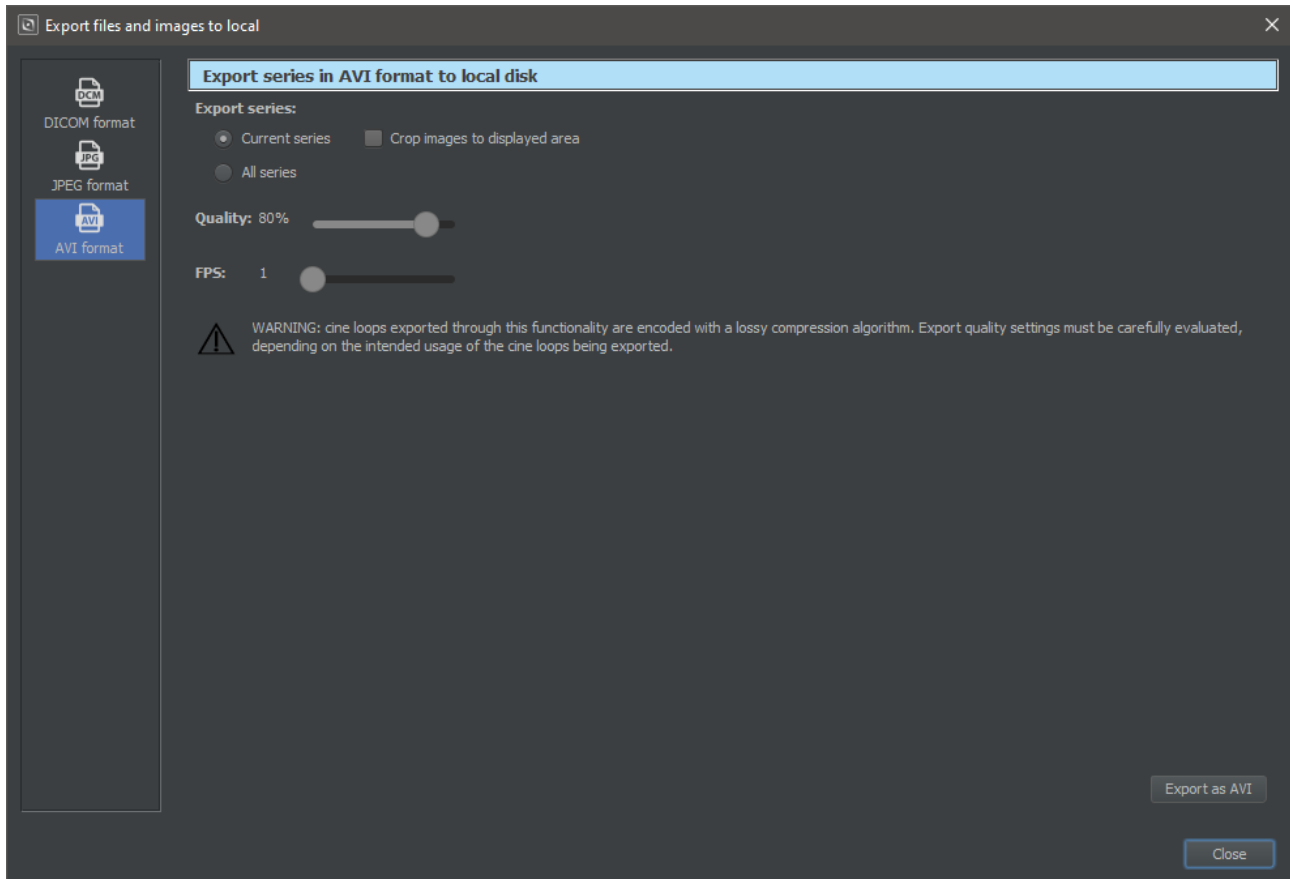 Export files and images to local
DCM
DICOM format
JPG
JPEG format
AVI
AVI format
Export series in AVI format to local disk
Export series:
Current series Crop images to displayed area
All series
Quality: 80%
FPS: 1
WARNING: cine loops exported through this functionality are encoded with a lossy compression algorithm. Export quality settings must be carefully evaluated,
depending on the intended usage of the cine loops being exported.
Export as AVI
Close